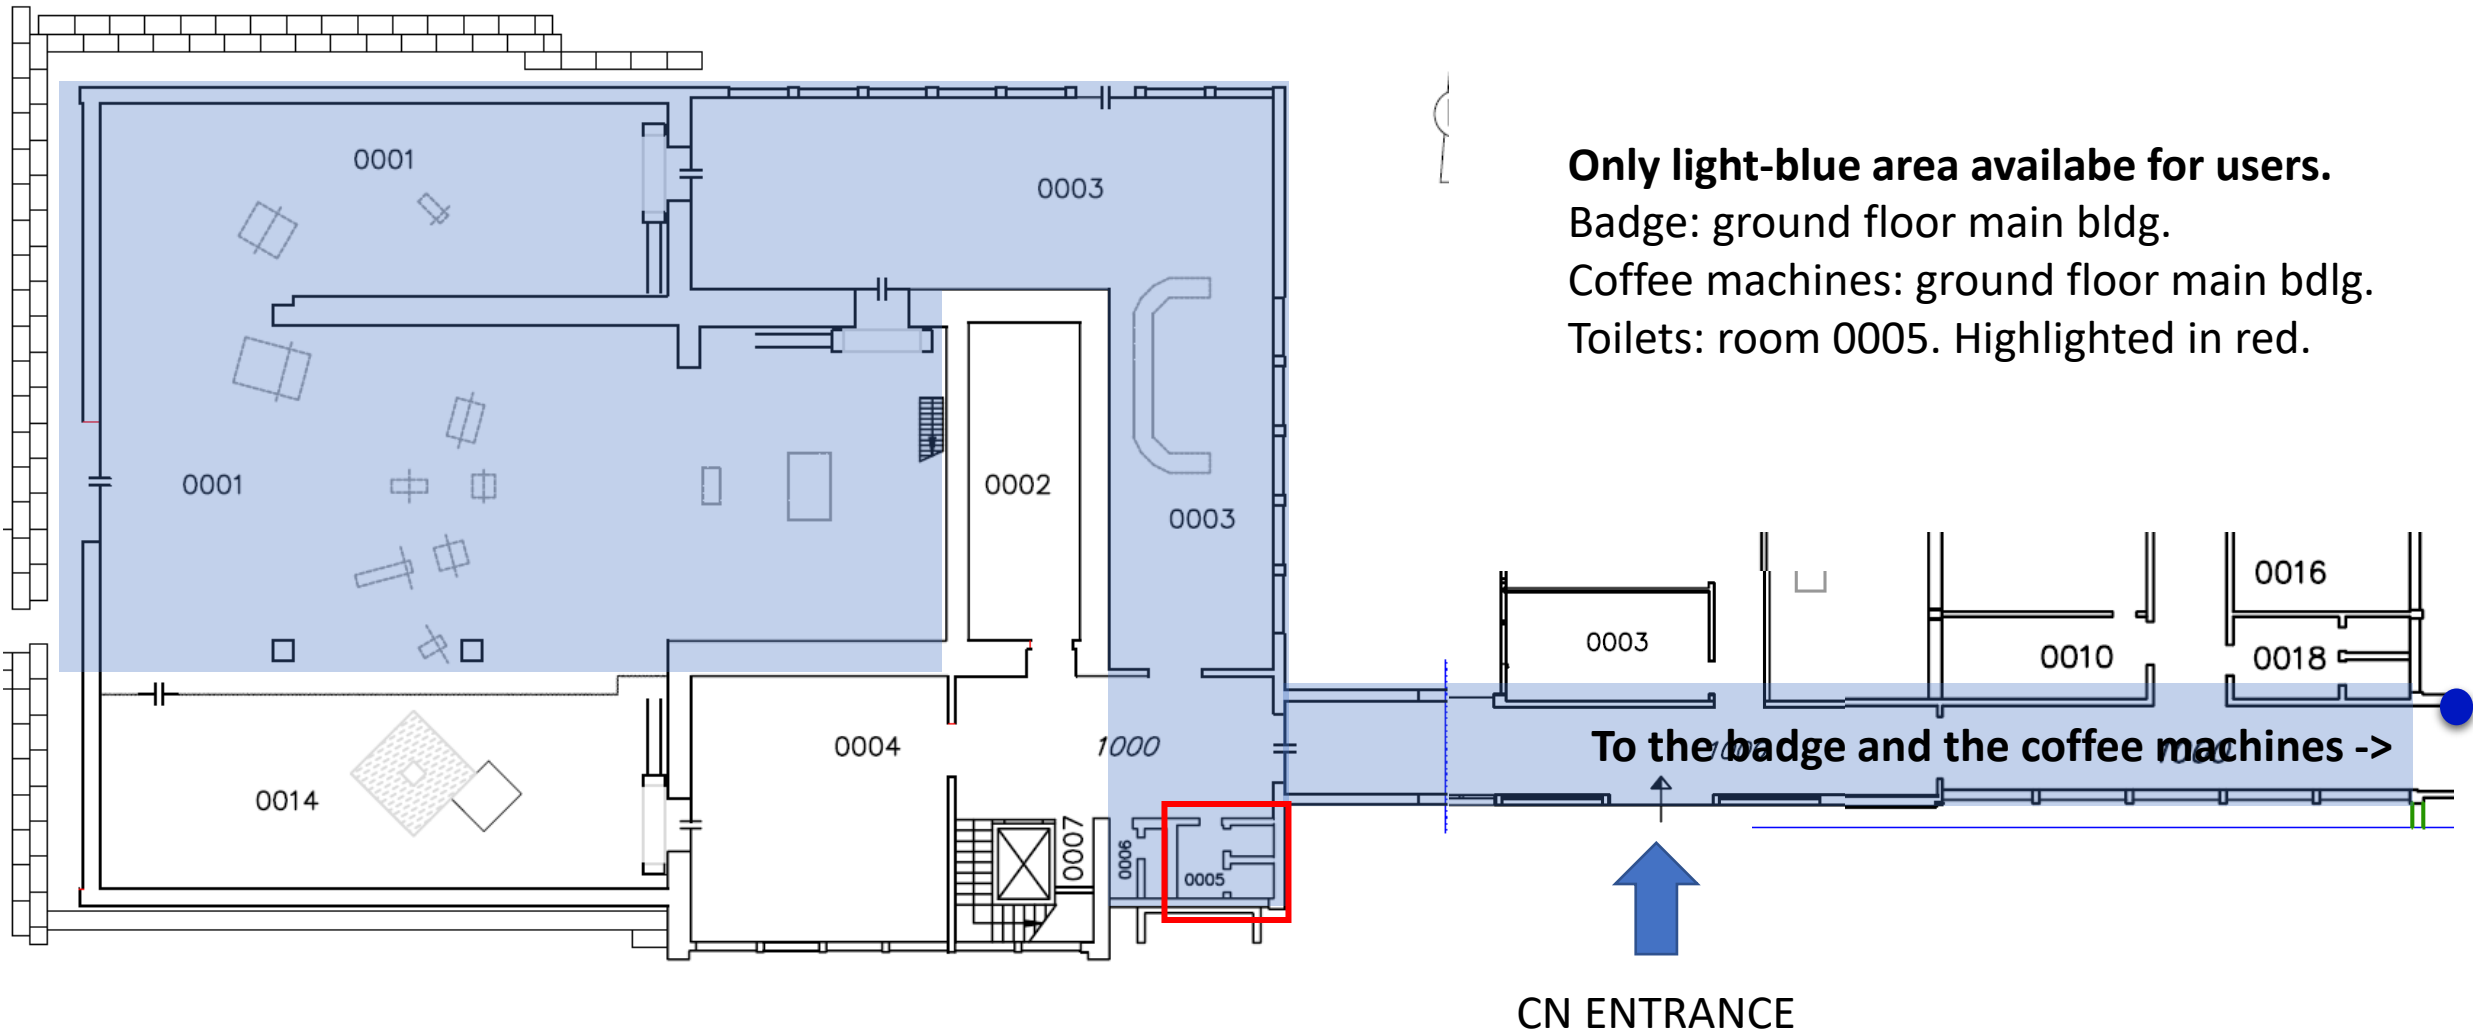 0001
0003
Only light-blue area availabe for users.
Badge: ground floor main bldg.
Coffee machines: ground floor main bdlg.
Toilets: room 0005. Highlighted in red.
0001
0002
0003
0016
0003
0010
0018
0004
1000
To the badge and the coffee machines ->
1000
1000
0014
0007
0006
0005
CN ENTRANCE